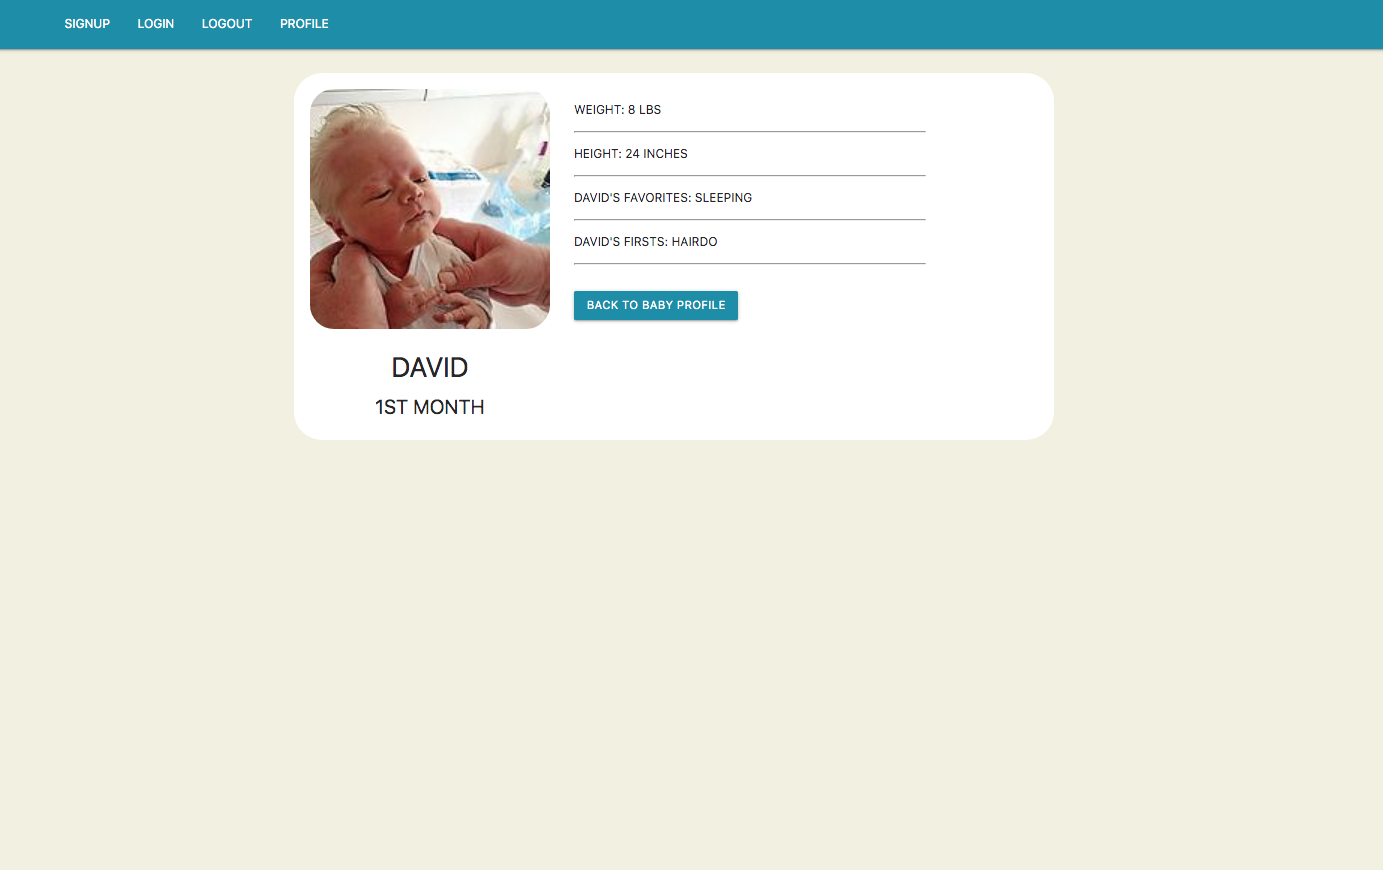 SIGNUP LOGIN LOGOUT PROFILE
WEIGHT: 8 LBS
HEIGHT: 24 INCHES
DAVID'S FAVORITES: SLEEPING
DAVID'S FIRSTS: HAIRDO
BACK TO BABY PROFILE
DAVID
1ST MONTH